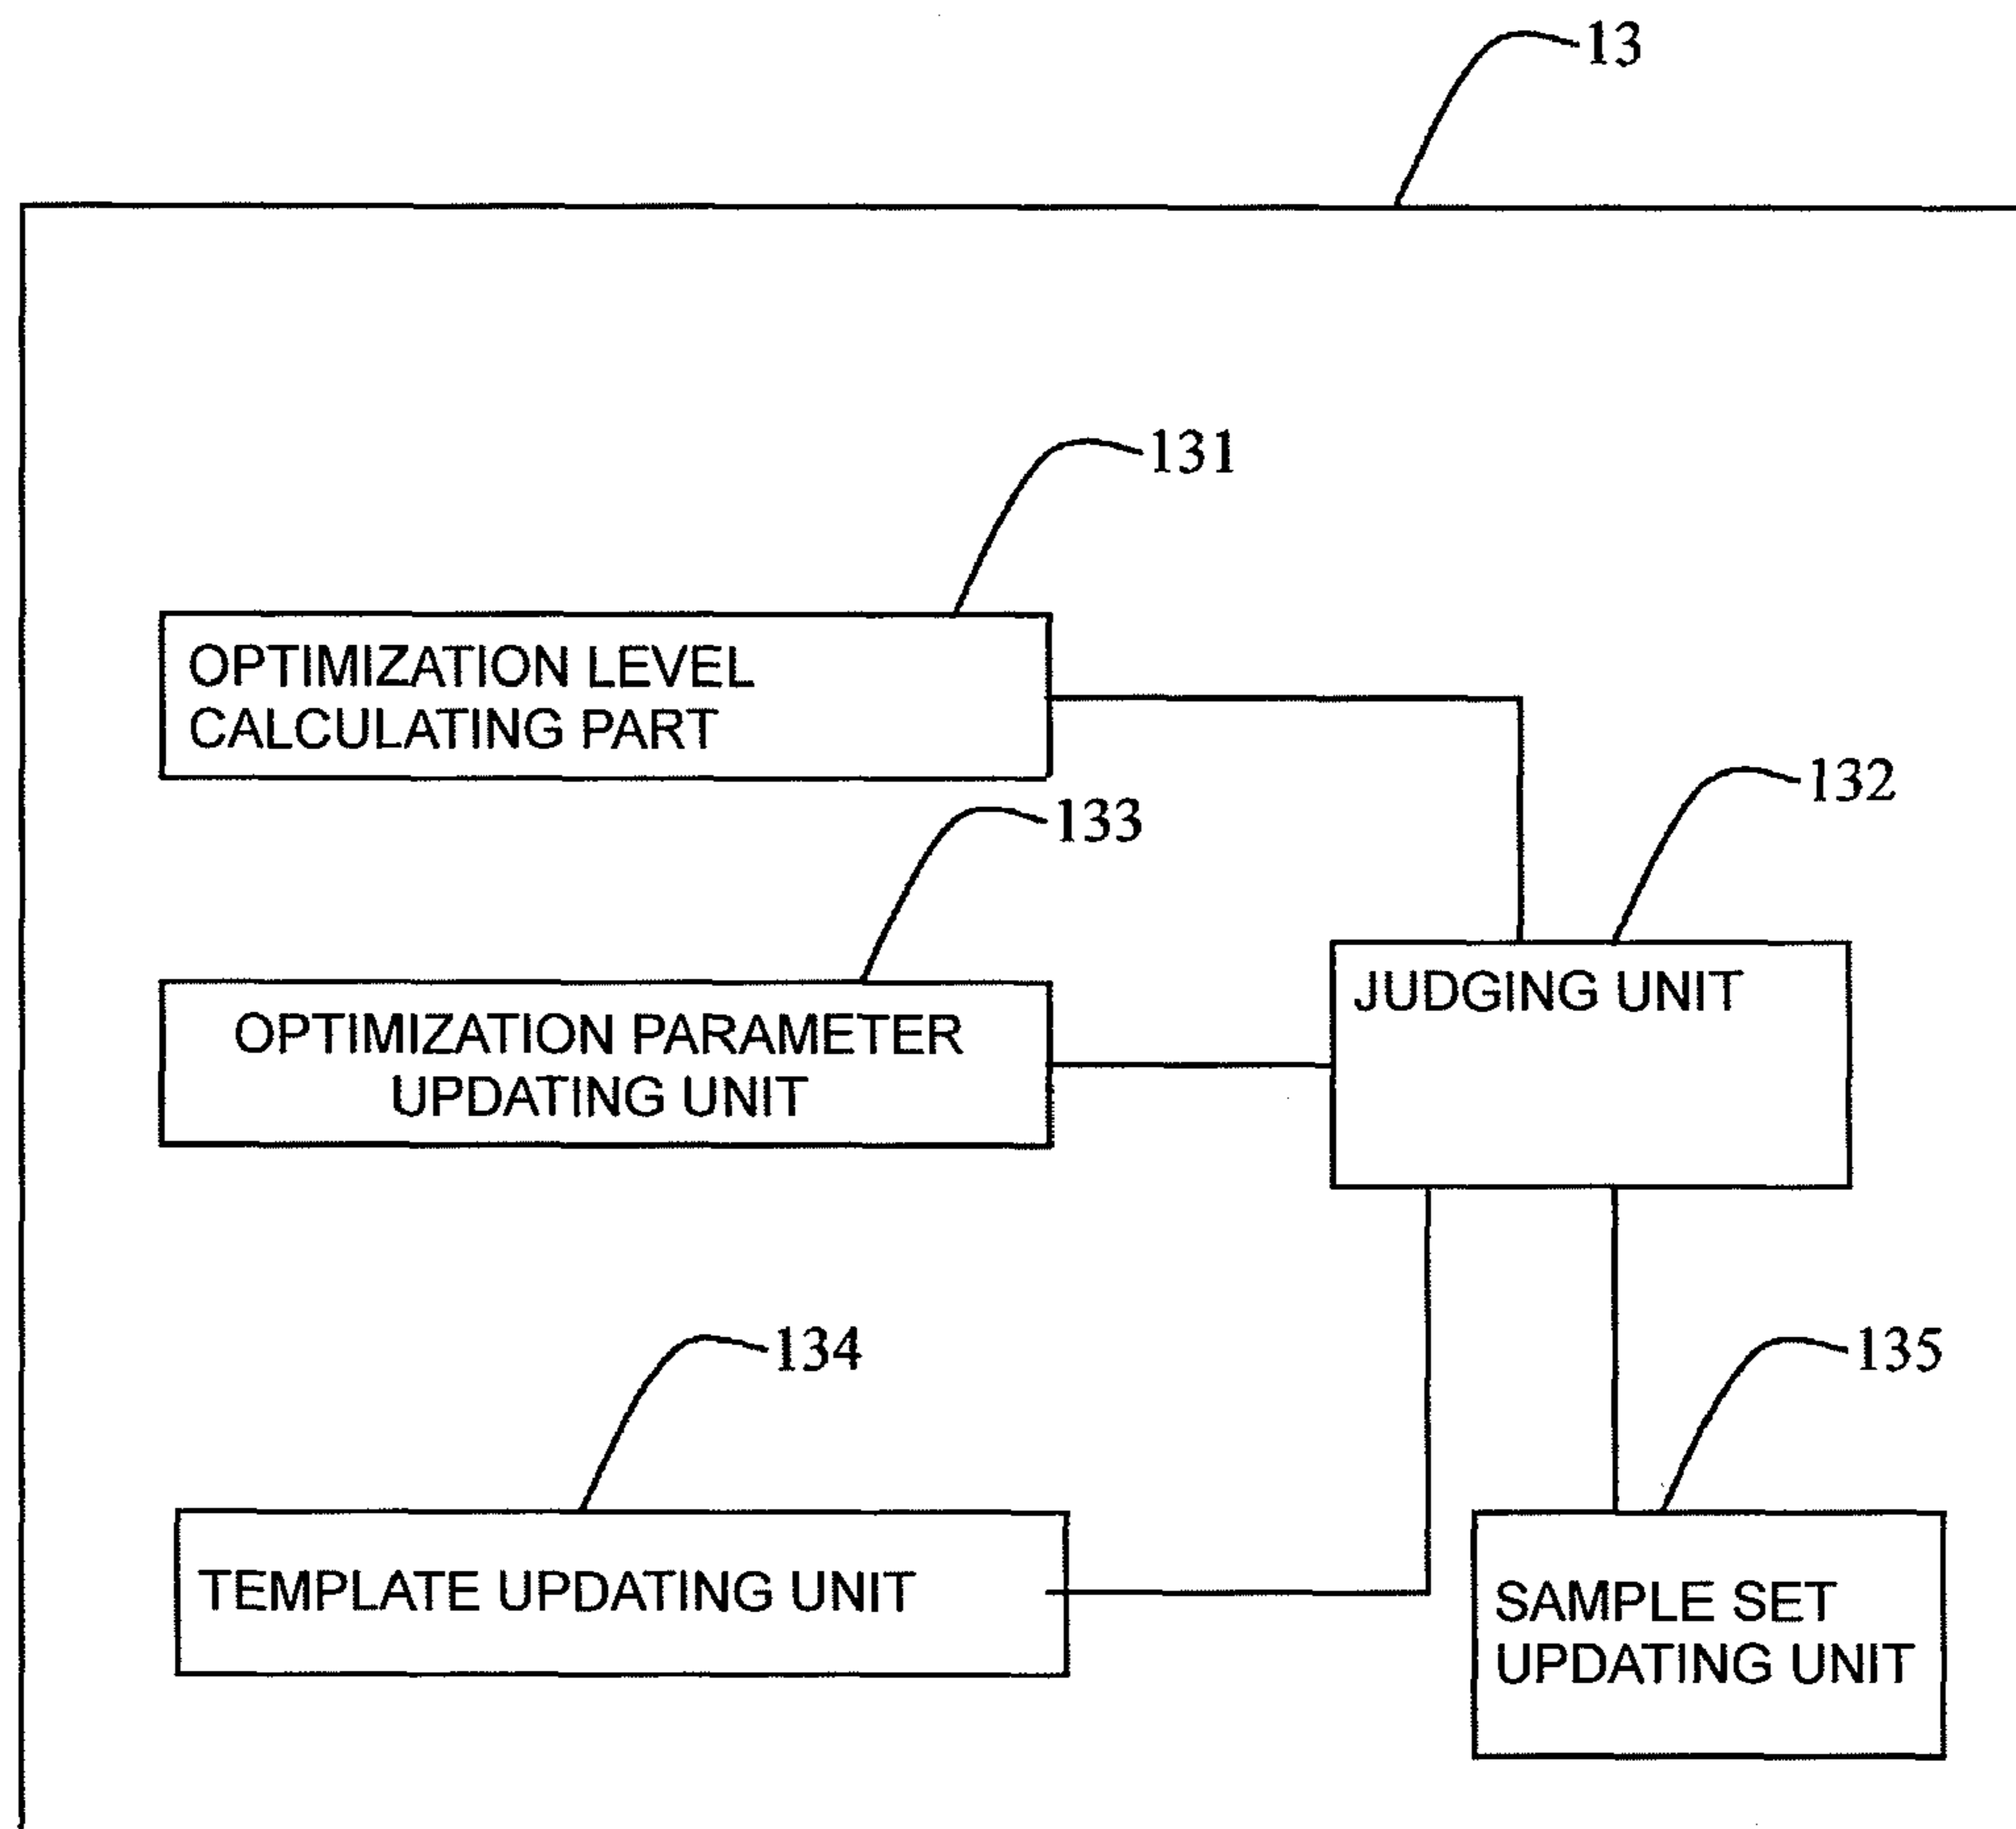 13
131
OPTIMIZATION LEVEL
CALCULATING PART
132
133
JUDGING UNIT
OPTIMIZATION PARAMETER
UPDATING UNIT
134
135
TEMPLATE UPDATING UNIT
SAMPLE SET
UPDATING UNIT